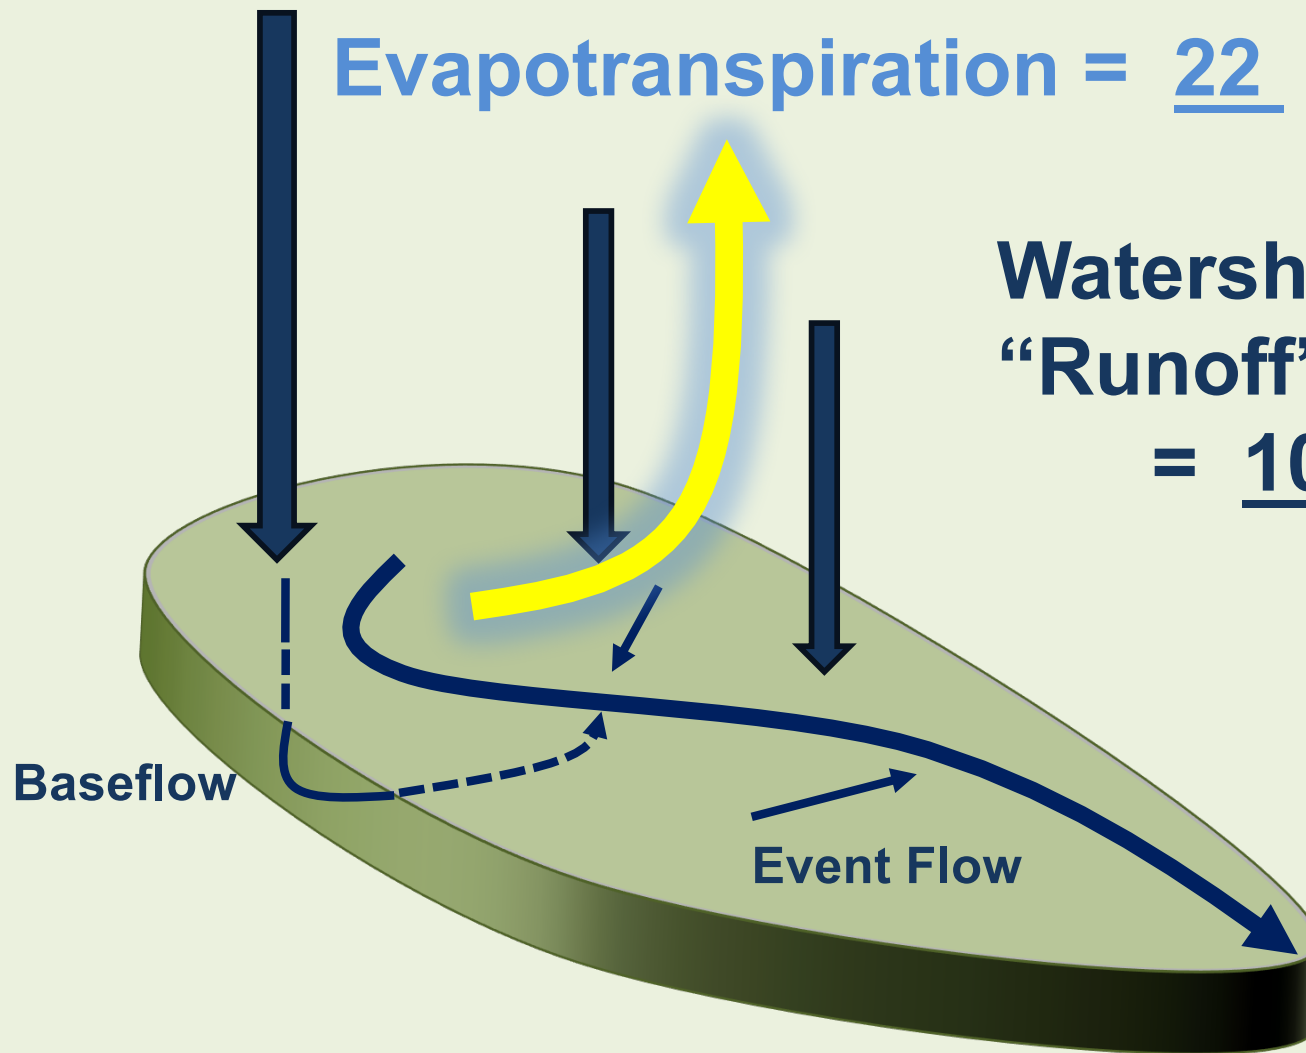 Evapotranspiration = 22
Watersh
“Runoff”
= 10
Baseflow
Event Flow